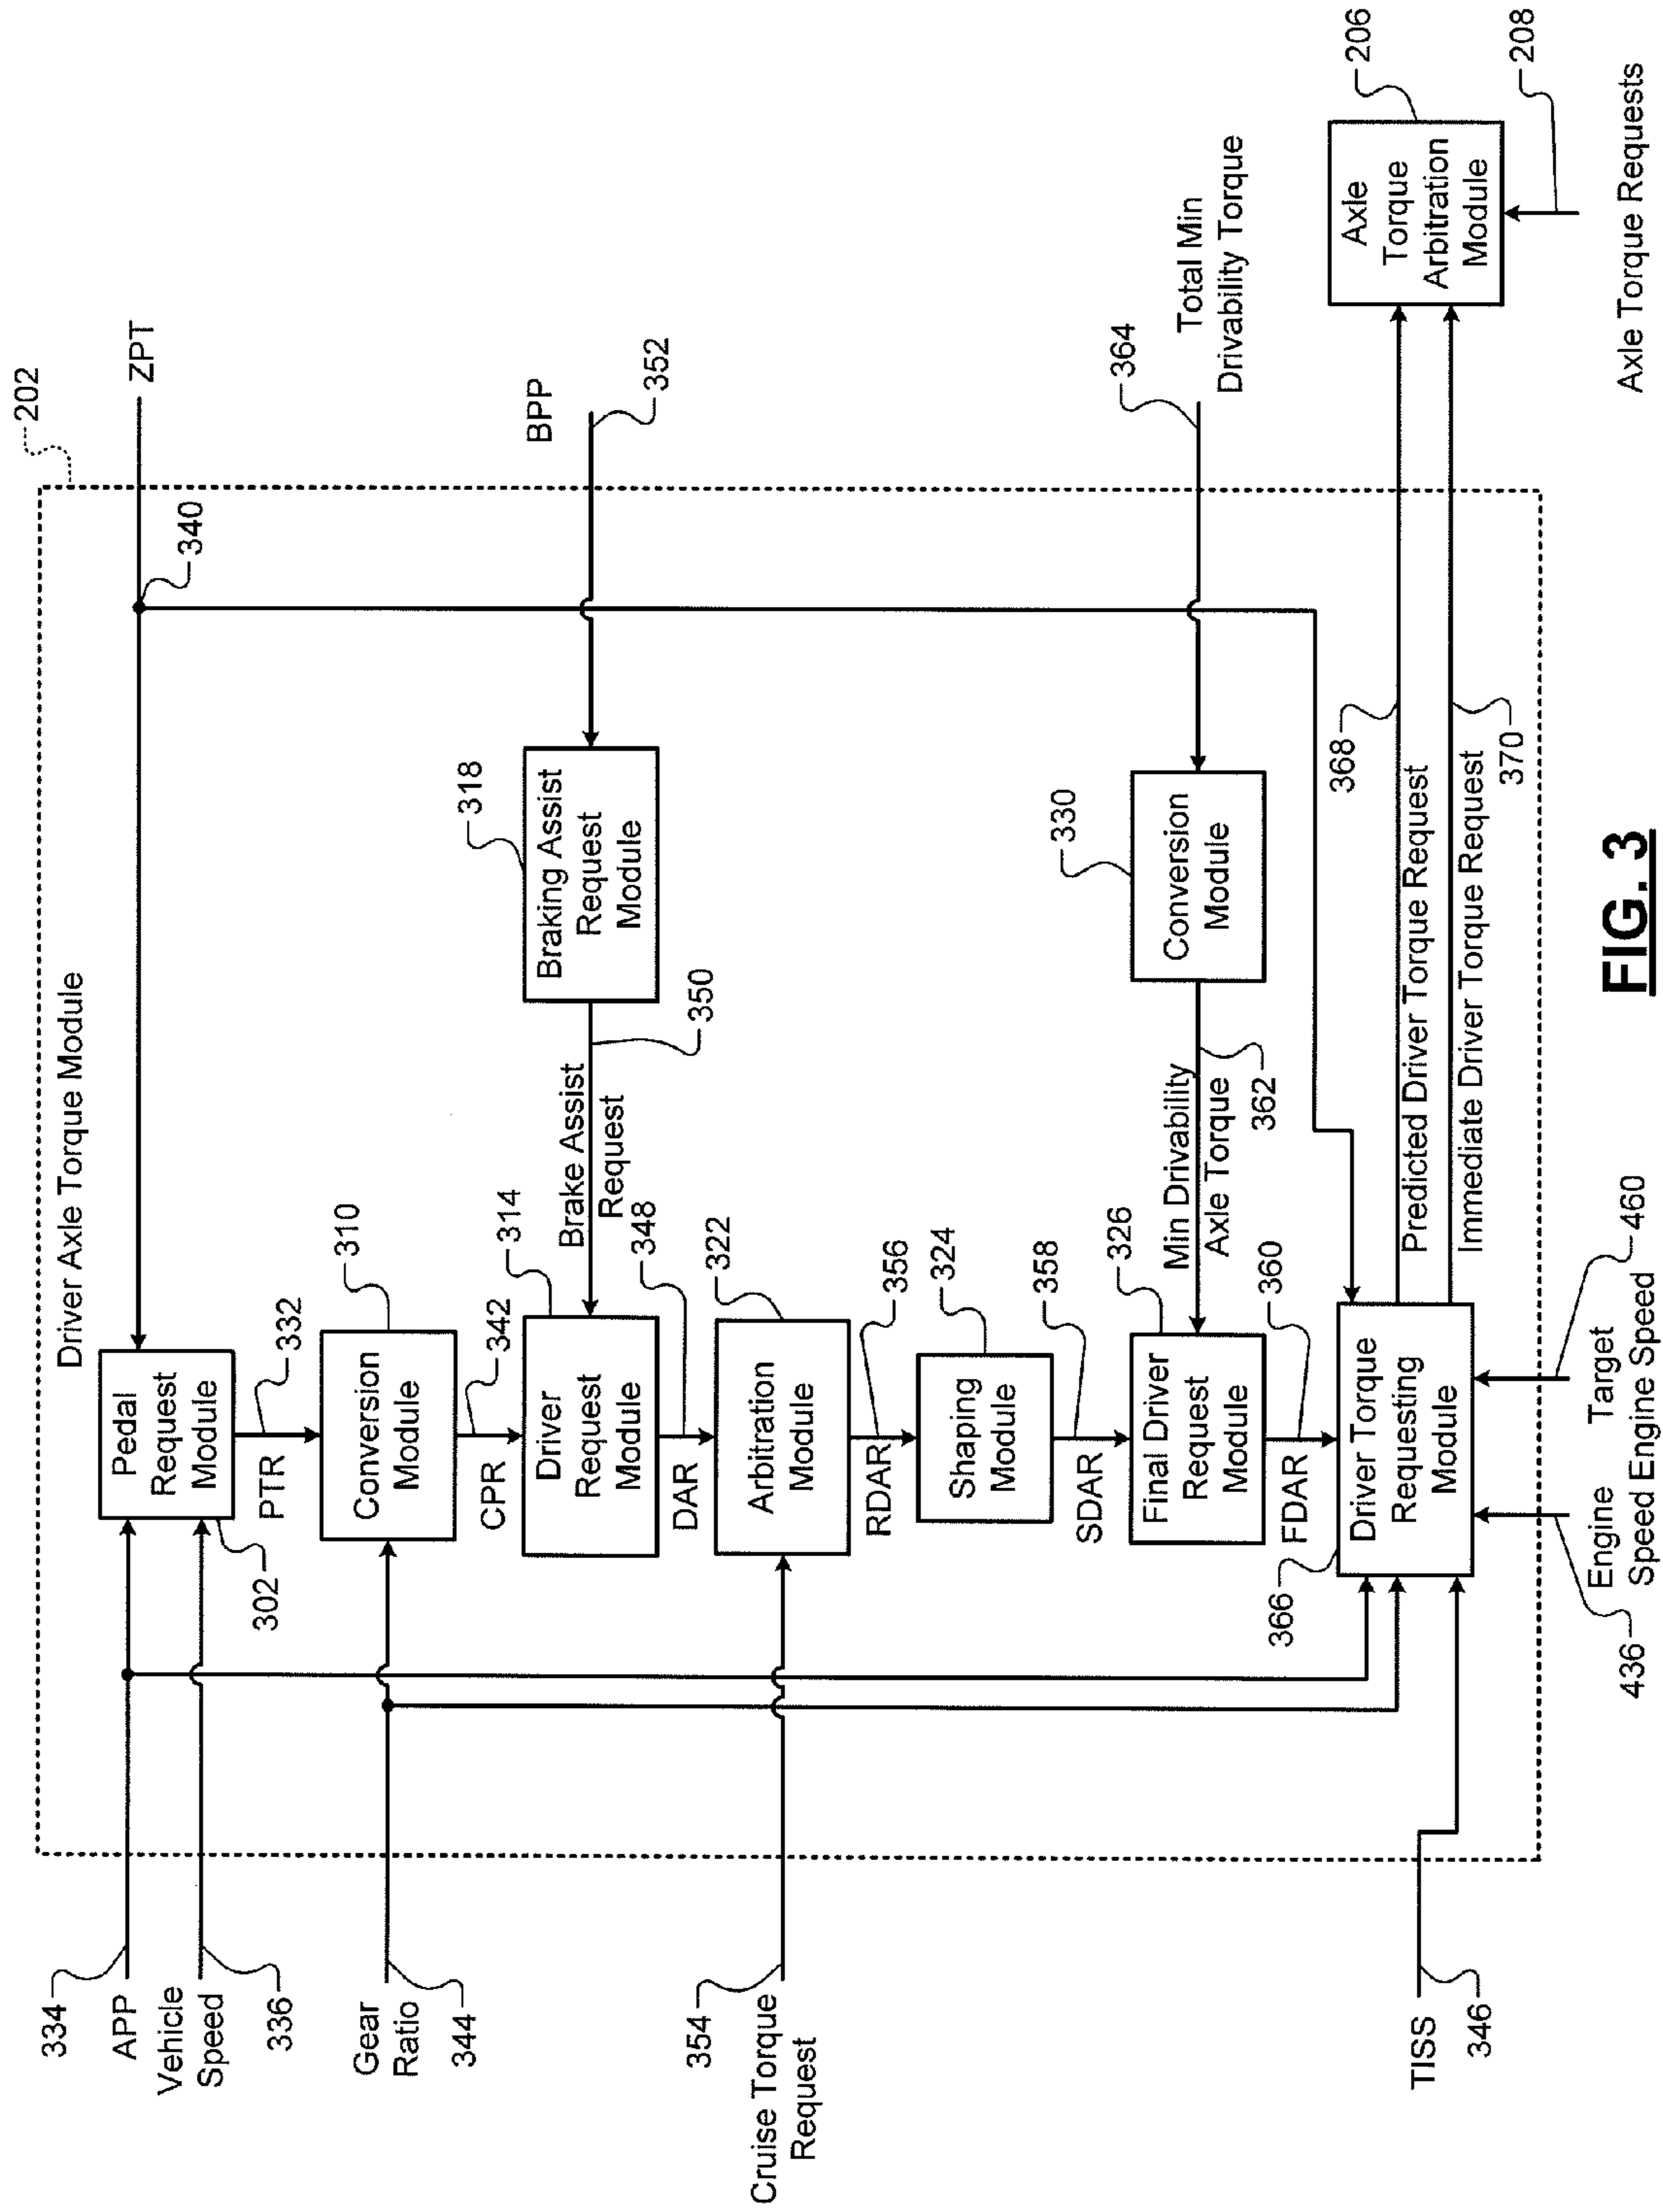 202
Driver Axle Torque Module
334
APP
Vehicle
Speed
336
Pedal
Request
Module
302
PTR
332
340
ZPT
Gear
Ratio
344
Conversion
Module
310
CPR
342
Driver
Request
Module
314
Brake Assist
Request
350
Braking Assist
Request
Module
318
BPP
352
DAR
348
354
Cruise Torque
Request
Arbitration
Module
322
RDAR
356
Shaping
Module
324
SDAR
358
Final Driver
Request
Module
326
Min Drivability
Axle Torque
362
Conversion
Module
330
364
Total Min
Drivability Torque
FDAR
360
366
Driver Torque
Requesting
Module
TISS
346
368
Predicted Driver Torque Request
Immediate Driver Torque Request
370
Axle
Torque
Arbitration
Module
206
208
Axle Torque Requests
436
Engine
Speed
Target
Engine Speed
460
FIG. 3